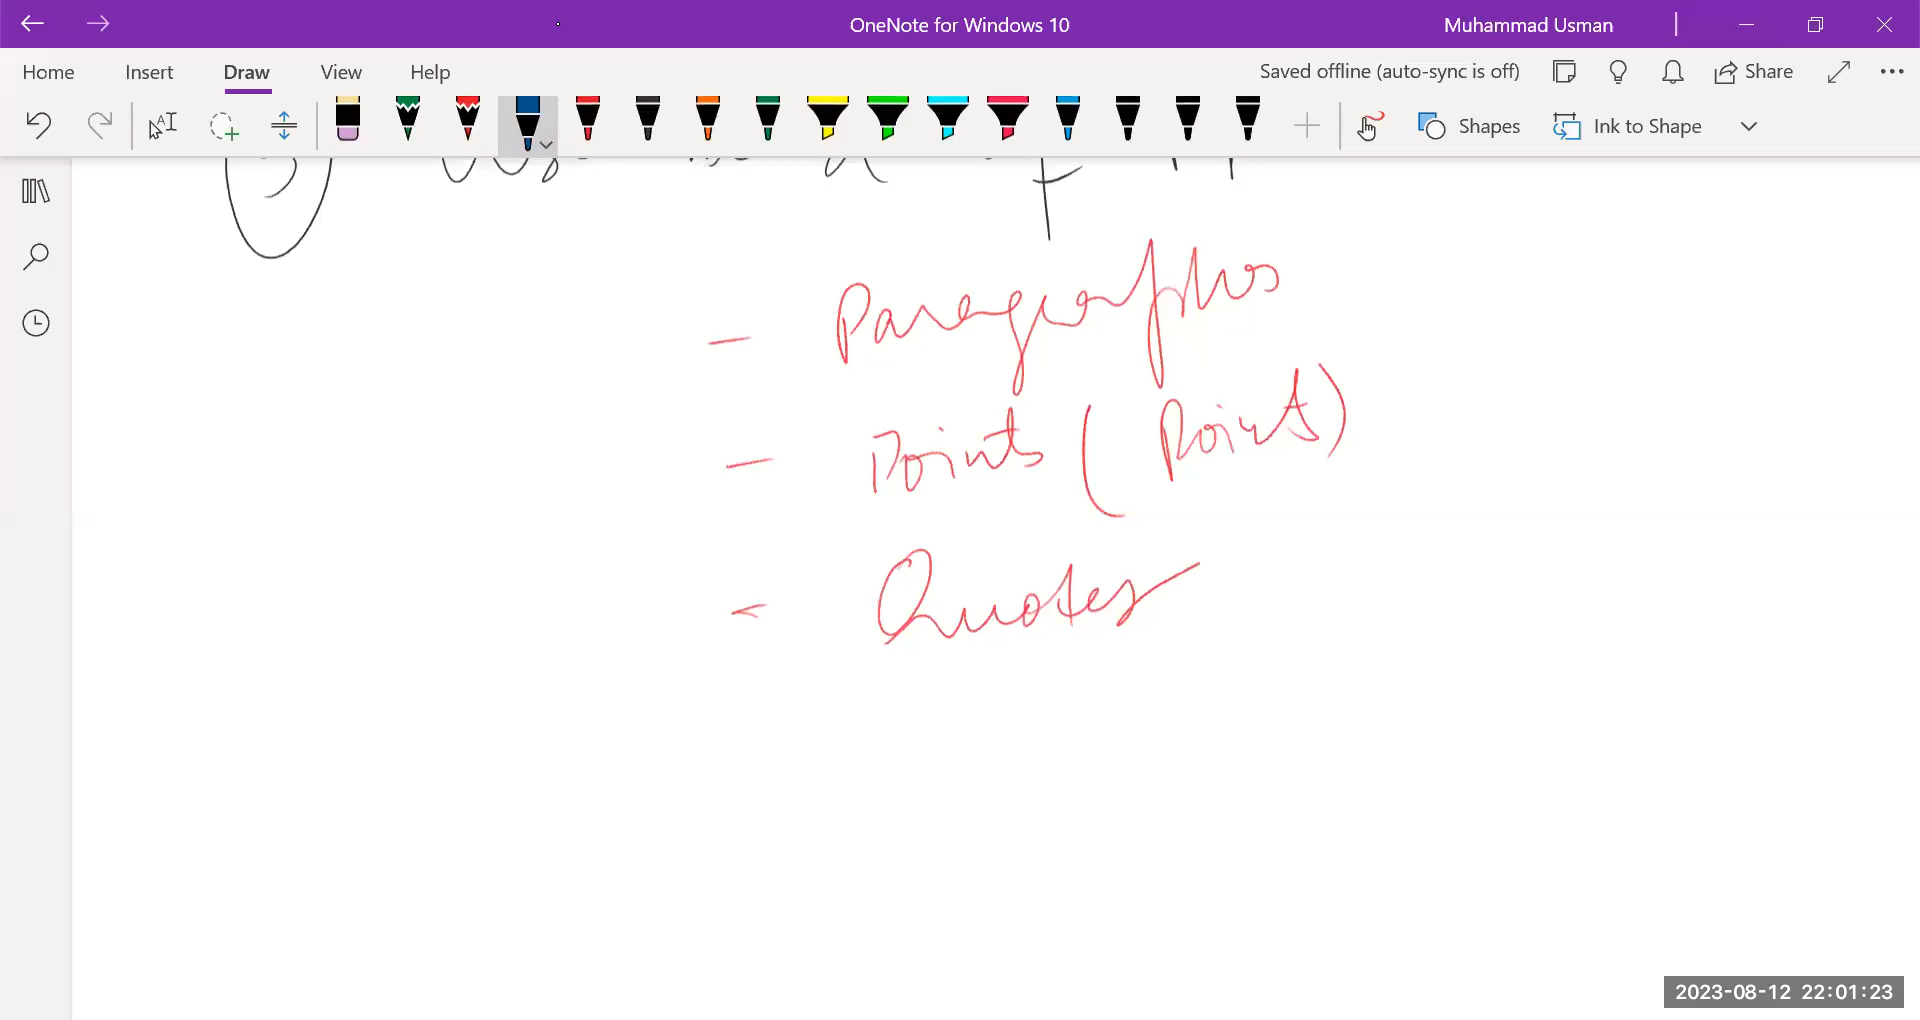 OneNote for Windows 10
Muhammad Usman
Home Insert Draw View Help
Saved offline (auto-sync is off) Share
Shapes Ink to Shape
- Paragraphs
- Points (Point)
- Quotes
2023-08-12 22:01:23